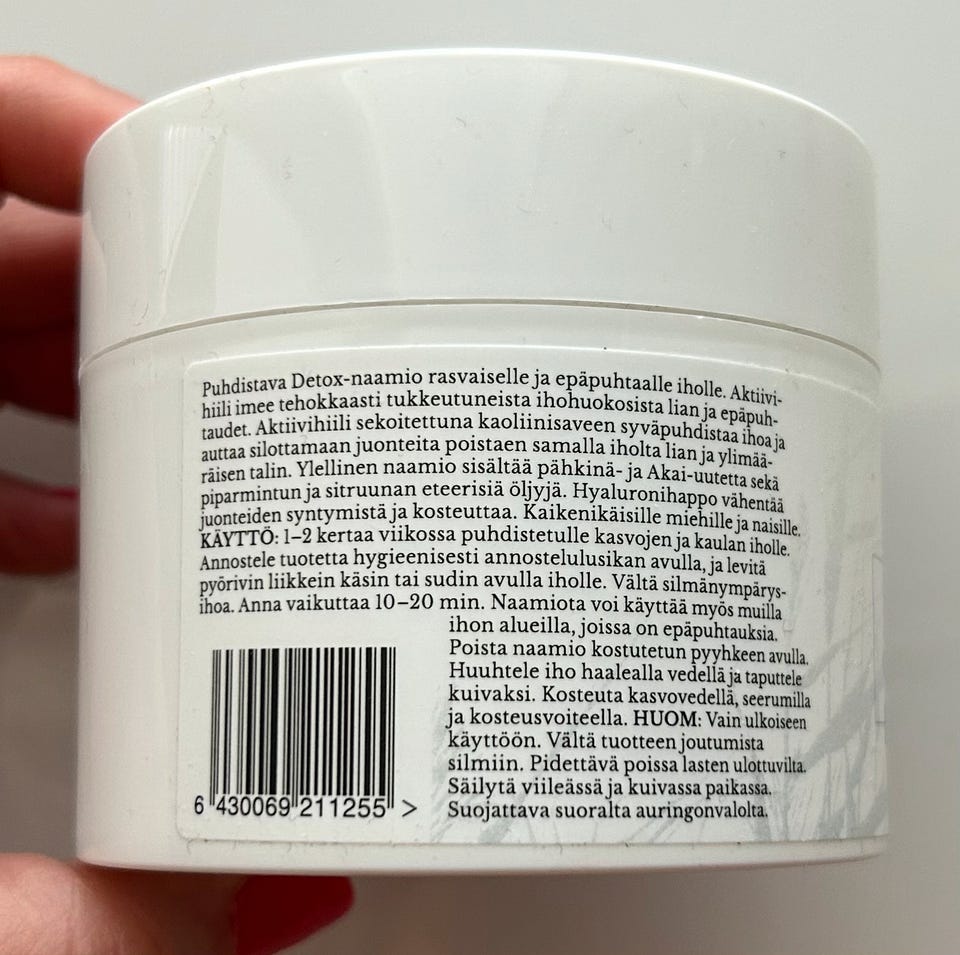 Puhdistava Detox-naamio rasvaiselle ja epäpuhtaalle iholle. Aktiivi-
hiili imee tehokkaasti tukkeutuneista ihohuokosista lian ja epäpuh-
taudet. Aktiivihiili sekoitettuna kaoliinisaveen syväpuhdistaa ihoa ja
auttaa silottamaan juonteita poistaen samalla iholta lian ja ylimää-
räisen talin. Ylellinen naamio sisältää pähkinä- ja Akai-uutetta sekä
piparmintun ja sitruunan eteerisiä öljyjä. Hyaluronihappo vähentää
juonteiden syntymistä ja kosteuttaa. Kaikenikäisille miehille ja naisille.
KÄYTTÖ: 1–2 kertaa viikossa puhdistetulle kasvojen ja kaulan iholle.
Annostele tuotetta hygieenisesti annostelulusikan avulla, ja levitä
pyörivin liikkein käsin tai sudin avulla iholle. Vältä silmänympärys-
ihoa. Anna vaikuttaa 10–20 min. Naamiota voi käyttää myös muilla
ihon alueilla, joissa on epäpuhtauksia.
Poista naamio kostutetun pyyhkeen avulla.
Huuhtele iho haalealla vedellä ja taputtele
kuivaksi. Kosteuta kasvovedellä, seerumilla
ja kosteusvoiteella. HUOM: Vain ulkoiseen
käyttöön. Vältä tuotteen joutumista
silmiin. Pidettävä poissa lasten ulottuvilta.
Säilytä viileässä ja kuivassa paikassa.
Suojattava suoralta auringonvalolta.
6 430069 211255 >